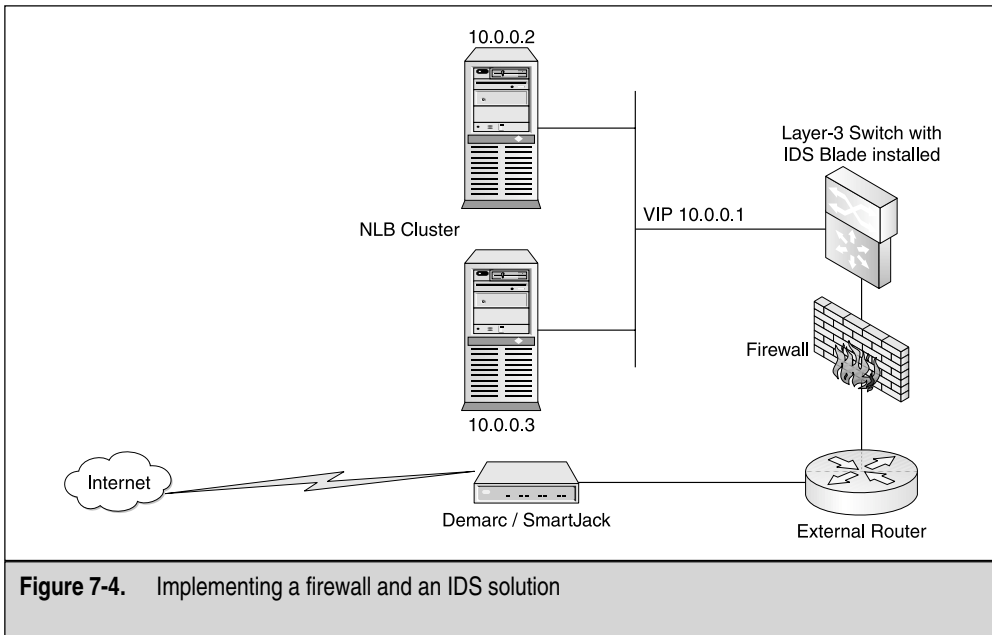 10.0.0.2
Layer-3 Switch with
IDS Blade installed
VIP 10.0.0.1
NLB Cluster
Firewall
10.0.0.3
Internet
Demarc / SmartJack
External Router
Figure 7-4. Implementing a firewall and an IDS solution